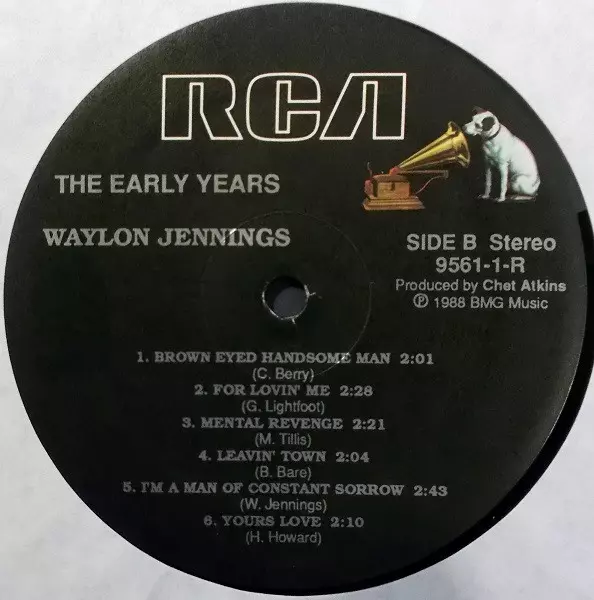 RCA
THE EARLY YEARS
WAYLON JENNINGS
SIDE B Stereo
9561-1-R
Produced by Chet Atkins
℗ 1988 BMG Music
1. BROWN EYED HANDSOME MAN 2:01
(C. Berry)
2. FOR LOVIN' ME 2:28
(G. Lightfoot)
3. MENTAL REVENGE 2:21
(M. Tillis)
4. LEAVIN' TOWN 2:04
(B. Bare)
5. I'M A MAN OF CONSTANT SORROW 2:43
(W. Jennings)
6. YOURS LOVE 2:10
(H. Howard)